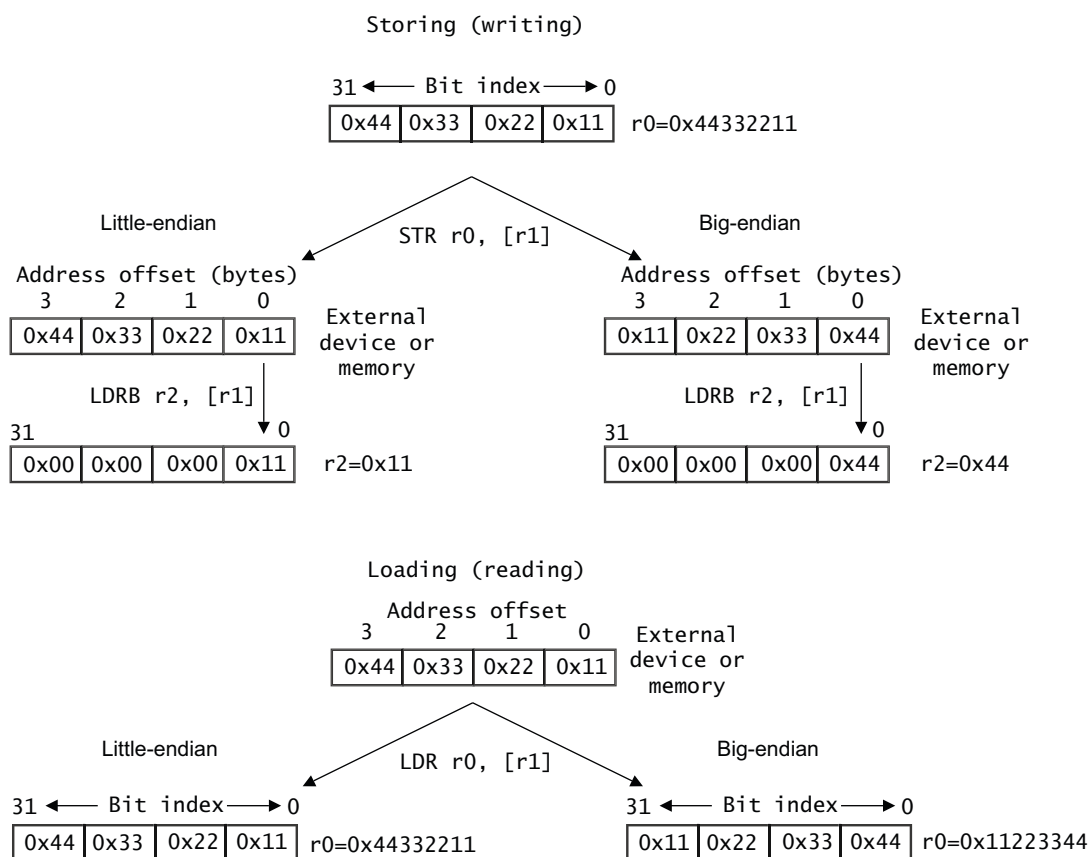 Storing (writing)
31 Bit index 0
0x44 0x33 0x22 0x11 r0=0x44332211
Little-endian
STR r0, [r1]
Big-endian
Address offset (bytes)
3 2 1 0
0x44 0x33 0x22 0x11
External
device or
memory
LDRB r2, [r1]
31 0
0x00 0x00 0x00 0x11 r2=0x11
Address offset (bytes)
3 2 1 0
0x11 0x22 0x33 0x44
External
device or
memory
LDRB r2, [r1]
31 0
0x00 0x00 0x00 0x44 r2=0x44
Loading (reading)
Address offset
3 2 1 0
0x44 0x33 0x22 0x11
External
device or
memory
Little-endian
LDR r0, [r1]
Big-endian
31 Bit index 0
0x44 0x33 0x22 0x11 r0=0x44332211
31 Bit index 0
0x11 0x22 0x33 0x44 r0=0x11223344